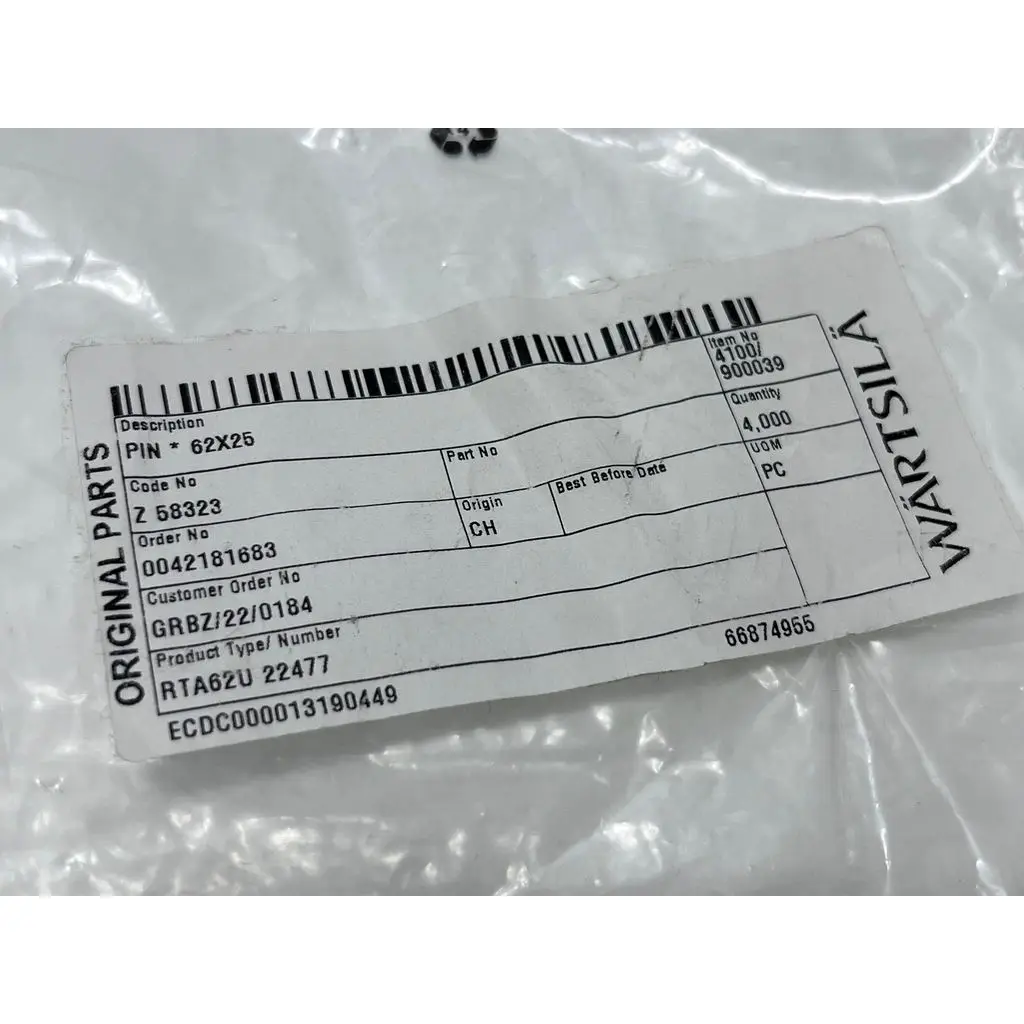 Description
PIN * 62X25
Item No
4100/
900039
Code No
Z 58323
Part No
Quantity
4,000
Order No
0042181683
Origin
CH
Best Before Date
UOM
PC
Customer Order No
GRBZ/22/0184
Product Type/ Number
RTA62U 22477
ECDC000013190449
66874955
ORIGINAL PARTS
WÄRTSILÄ